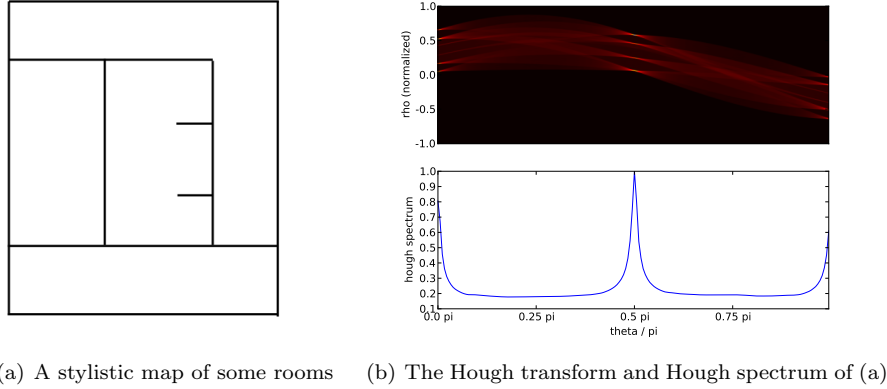 1.0
0.5
0.0
-0.5
-1.0
rho (normalized)
1.0
0.9
0.8
0.7
0.6
0.5
0.4
0.3
0.2
0.1
hough spectrum
0.0 pi 0.25 pi 0.5 pi 0.75 pi
theta / pi
a) A stylistic map of some rooms
(b) The Hough transform and Hough spectrum of (a)